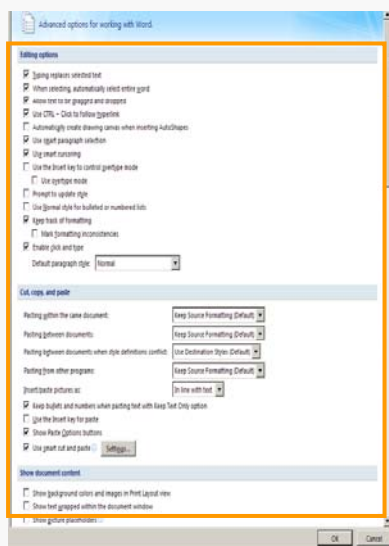 Advanced options for working with Word.
Editing options
Typing replaces selected text
When selecting, automatically select entire word
Allow text to be dragged and dropped
Use CTRL + Click to follow hyperlink
Automatically create drawing canvas when inserting AutoShapes
Use smart paragraph selection
Use smart cursoring
Use the Insert key to control overtype mode
Use overtype mode
Prompt to update style
Use Normal style for bulleted or numbered lists
Keep track of formatting
Mark formatting inconsistencies
Enable click and type
Default paragraph style: Normal
Cut, copy, and paste
Pasting within the same document: Keep Source Formatting (Default)
Pasting between documents: Keep Source Formatting (Default)
Pasting between documents when style definitions conflict: Use Destination Styles (Default)
Pasting from other programs: Keep Source Formatting (Default)
Insert/paste pictures as: In line with text
Keep bullets and numbers when pasting text with Keep Text Only option
Use the Insert key for paste
Show Paste Options buttons
Use smart cut and paste Settings...
Show document content
Show background colors and images in Print Layout view
Show text wrapped within the document window
Show picture placeholders
OK Cancel